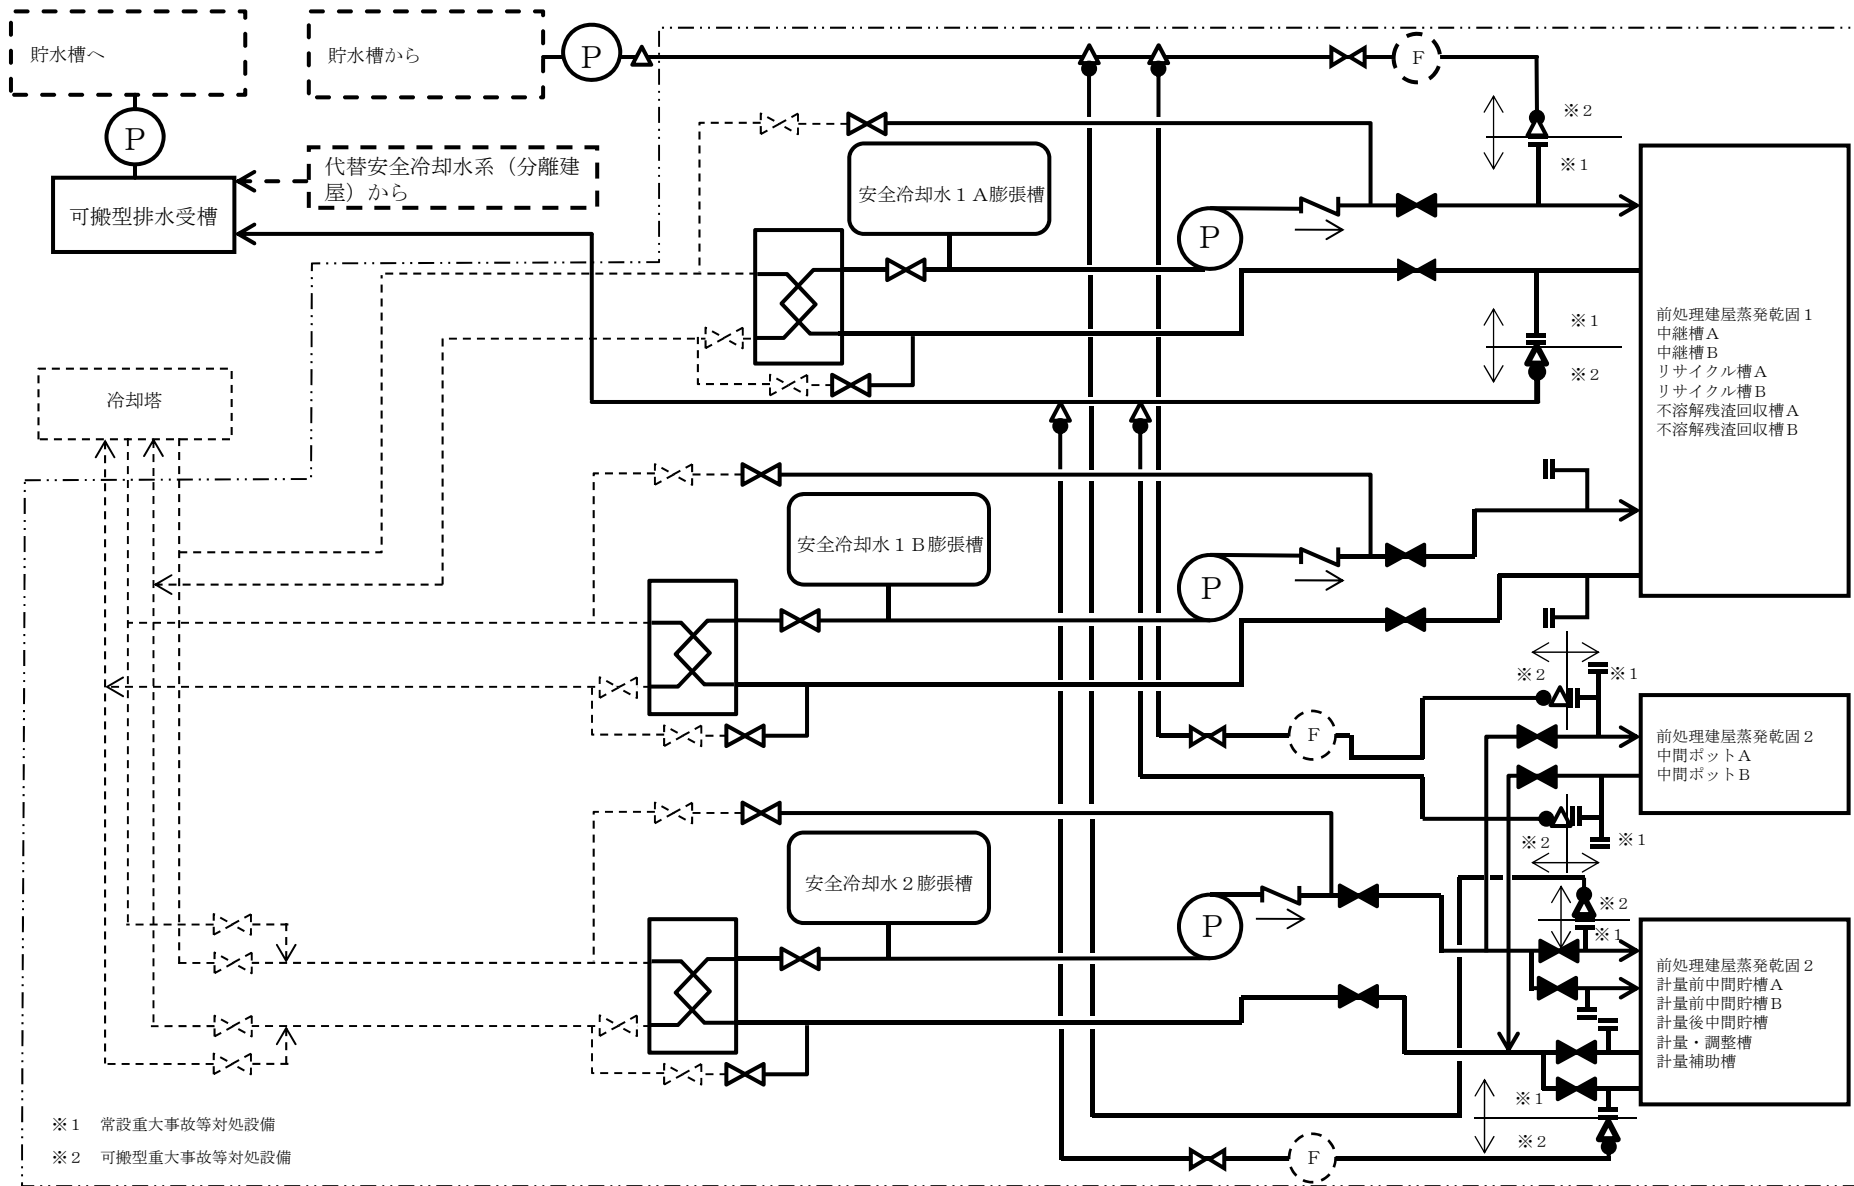 貯水槽へ
貯水槽から
P
F
P
※２
代替安全冷却水系（分離建
屋）から
※１
安全冷却水１Ａ膨張槽
可搬型排水受槽
P
前処理建屋蒸発乾固１
中継槽Ａ
中継槽Ｂ
リサイクル槽Ａ
リサイクル槽Ｂ
不溶解残渣回収槽Ａ
不溶解残渣回収槽Ｂ
※１
※２
冷却塔
安全冷却水１Ｂ膨張槽
P
※２
※１
F
前処理建屋蒸発乾固２
中間ポットＡ
中間ポットＢ
※２
※１
安全冷却水２膨張槽
P
※２
※１
前処理建屋蒸発乾固２
計量前中間貯槽Ａ
計量前中間貯槽Ｂ
計量後中間貯槽
計量・調整槽
計量補助槽
※１
※２
F
※１　常設重大事故等対処設備
※２　可搬型重大事故等対処設備